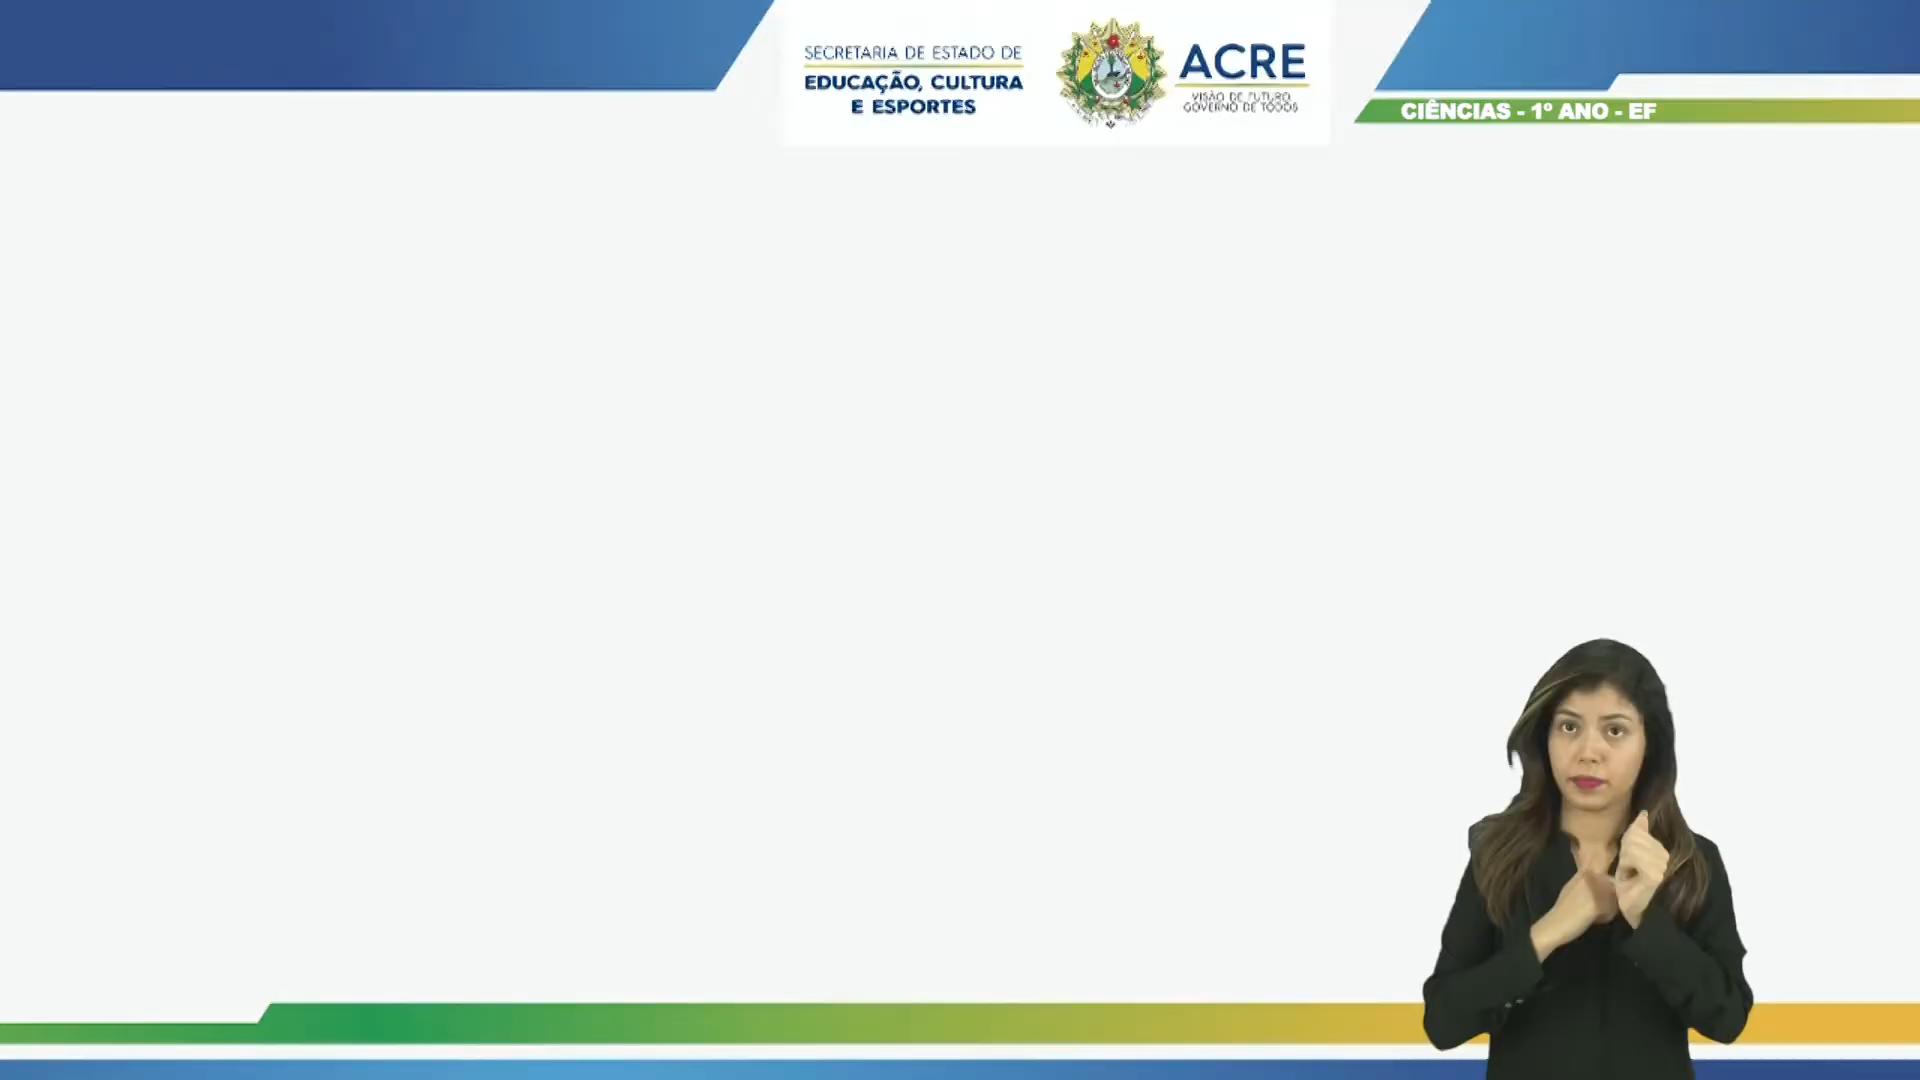 SECRETARIA DE ESTADO DE
EDUCAÇÃO, CULTURA
E ESPORTES
ACRE
VISÃO DE FUTURO,
GOVERNO DE TODOS
CIÊNCIAS - 1º ANO - EF